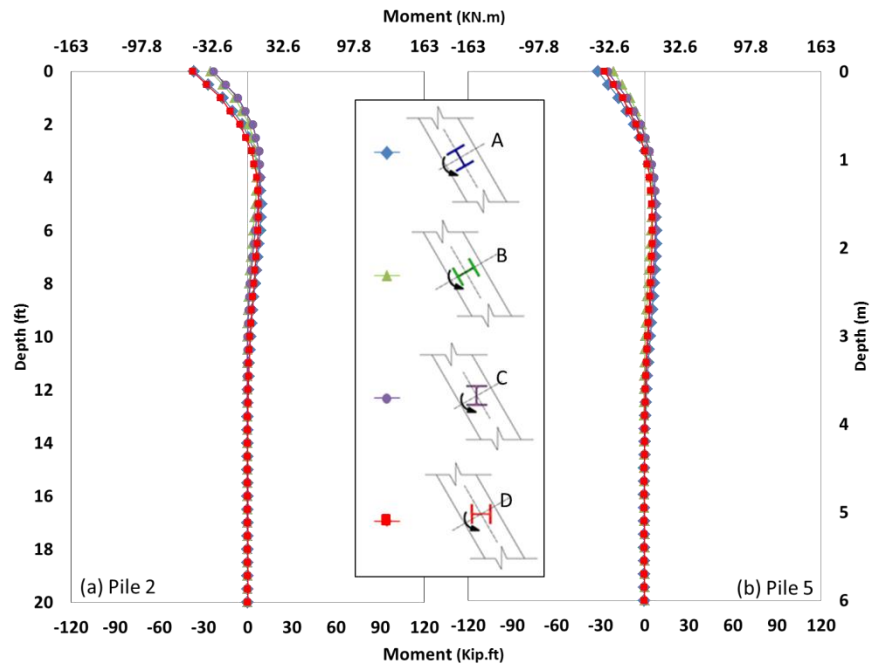 Moment (KN.m)
-163 -97.8 -32.6 32.6 97.8 163 -163 -97.8 -32.6 32.6 97.8 163
0 0
2
A
1
4
6
B
2
8
Depth (ft) Depth (m)
10 3
C
12
4
14
16
D
5
18
(a) Pile 2 (b) Pile 5
20 6
-120 -90 -60 -30 0 30 60 90 120 -120 -90 -60 -30 0 30 60 90 120
Moment (Kip.ft)